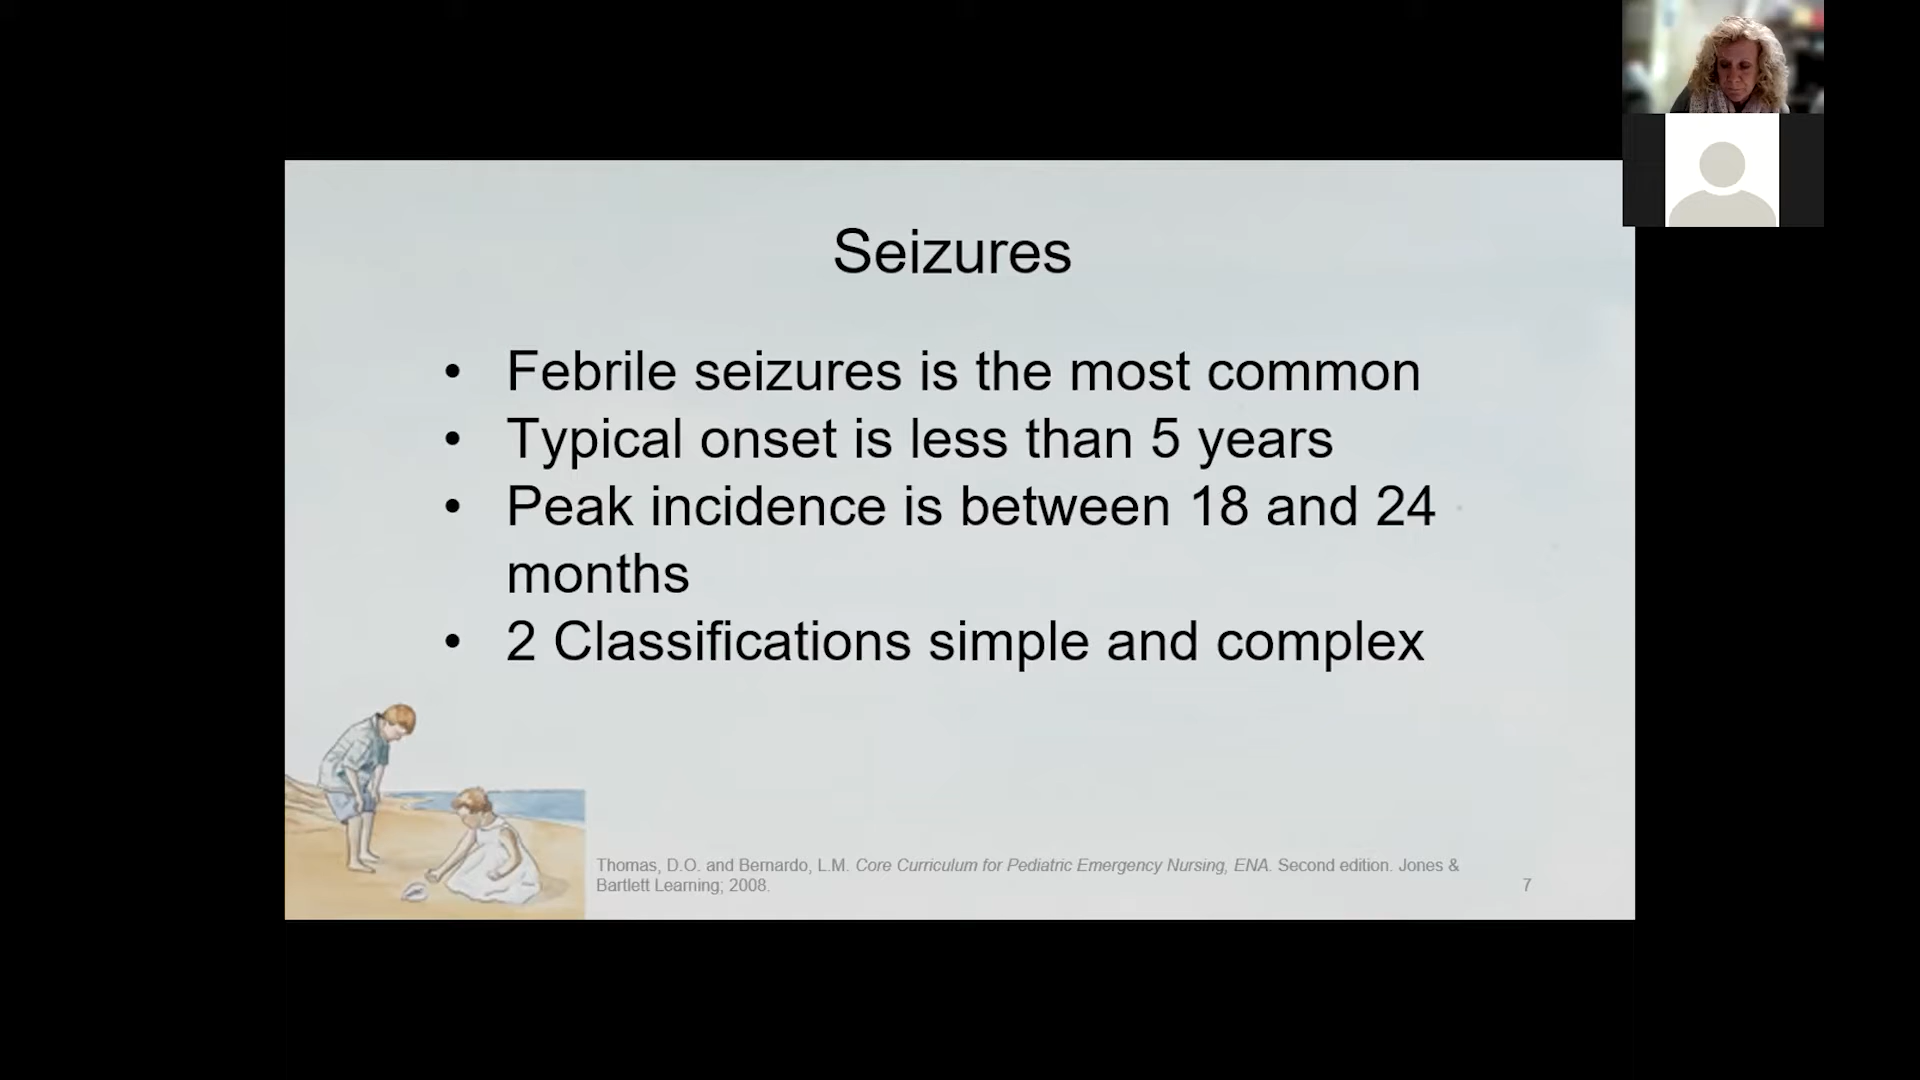 Seizures
• Febrile seizures is the most common
• Typical onset is less than 5 years
• Peak incidence is between 18 and 24
months
• 2 Classifications simple and complex
Thomas, D.O. and Bernardo, L.M. Core Curriculum for Pediatric Emergency Nursing, ENA. Second edition. Jones &
Bartlett Learning; 2008.
7